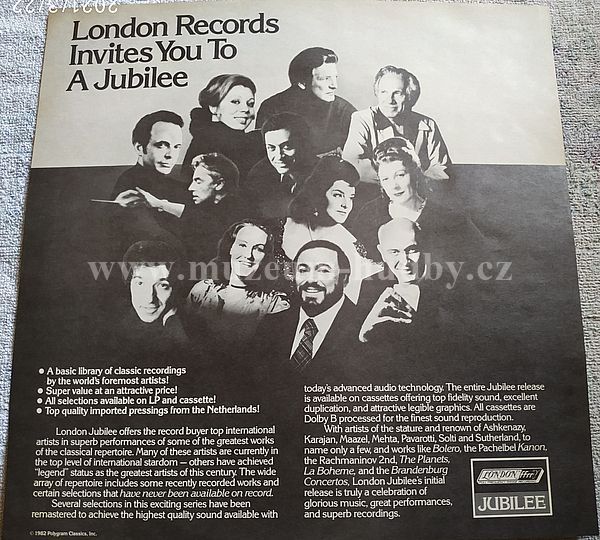 2021/3/22
London Records
Invites You To
A Jubilee
www.muzeum-hudby.cz
• A basic library of classic recordings
by the world's foremost artists!
• Super value at an attractive price!
• All selections available on LP and cassette!
• Top quality imported pressings from the Netherlands!
London Jubilee offers the record buyer top international
artists in superb performances of some of the greatest works
of the classical repertoire. Many of these artists are currently in
the top level of international stardom – others have achieved
"legend" status as the greatest artists of this century. The wide
array of repertoire includes some recently recorded works and
certain selections that have never been available on record.
Several selections in this exciting series have been
remastered to achieve the highest quality sound available with
today's advanced audio technology. The entire Jubilee release
is available on cassettes offering top fidelity sound, excellent
duplication, and attractive legible graphics. All cassettes are
Dolby B processed for the finest sound reproduction.
With artists of the stature and renown of Ashkenazy,
Karajan, Maazel, Mehta, Pavarotti, Solti and Sutherland, to
name only a few, and works like Bolero, the Pachelbel Kanon,
the Rachmaninov 2nd, The Planets,
La Boheme, and the Brandenburg
Concertos, London Jubilee's initial
release is truly a celebration of
glorious music, great performances,
and superb recordings.
LONDON ffrr
JUBILEE
© 1982 Polygram Classics, Inc.